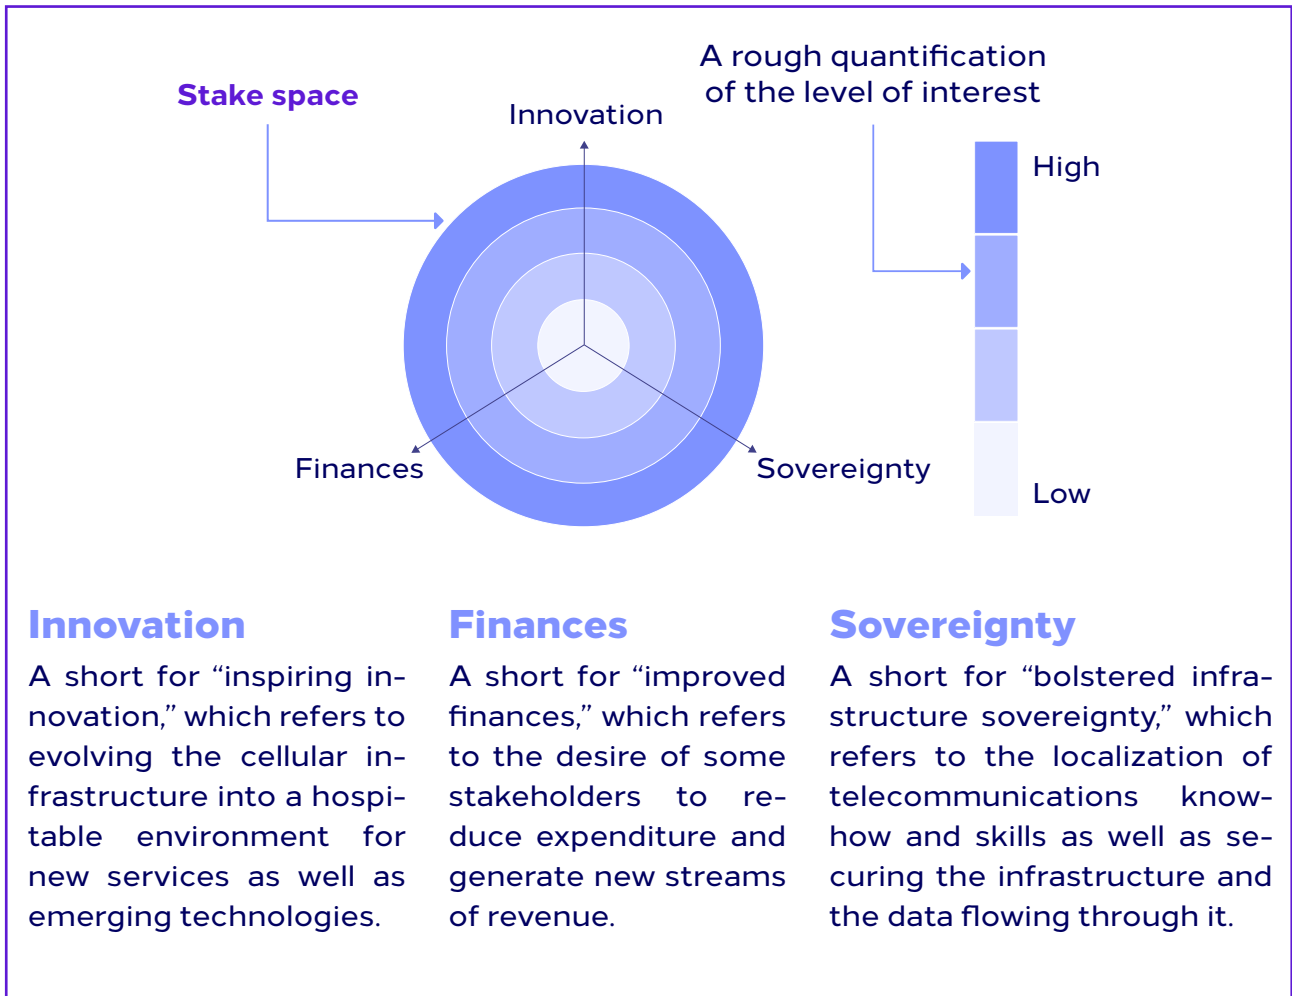 Stake space
A rough quantification
of the level of interest
Innovation
High
Finances
Sovereignty
Low
Innovation
A short for “inspiring in-
novation,” which refers to
evolving the cellular in-
frastructure into a hospi-
table environment for
new services as well as
emerging technologies.
Finances
A short for “improved
finances,” which refers
to the desire of some
stakeholders to re-
duce expenditure and
generate new streams
of revenue.
Sovereignty
A short for “bolstered infra-
structure sovereignty,” which
refers to the localization of
telecommunications know-
how and skills as well as se-
curing the infrastructure and
the data flowing through it.